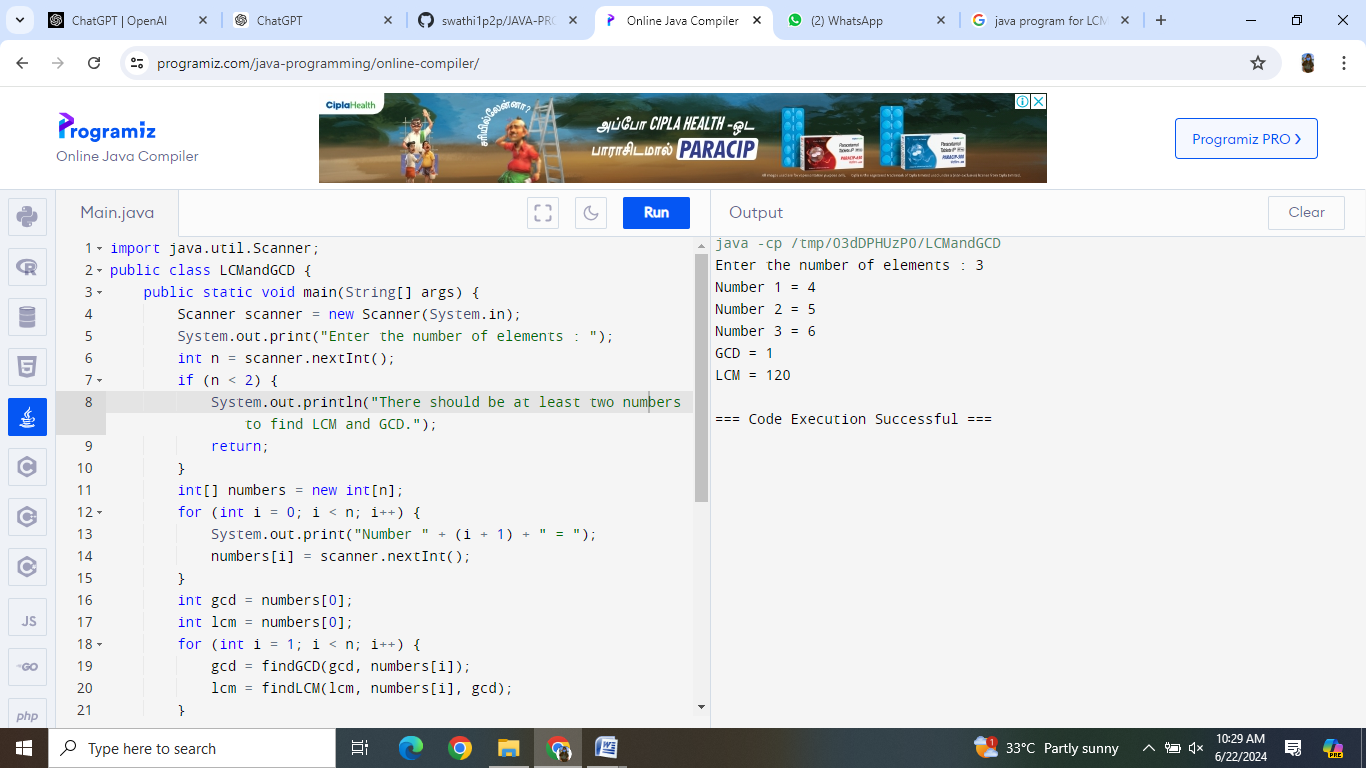 ChatGPT | OpenAI
ChatGPT
swathi1p2p/JAVA-PRO
Online Java Compiler
(2) WhatsApp
java program for LCM
programiz.com/java-programming/online-compiler/
Programiz
Online Java Compiler
CiplaHealth
சரியில்லேன்னா?
அப்போ CIPLA HEALTH -ஓட
பாராசிடமால் PARACIP
Programiz PRO
Main.java
Run
Output
Clear
1 import java.util.Scanner;
2 public class LCMandGCD {
3 public static void main(String[] args) {
4 Scanner scanner = new Scanner(System.in);
5 System.out.print("Enter the number of elements : ");
6 int n = scanner.nextInt();
7 if (n < 2) {
8 System.out.println("There should be at least two numbers
to find LCM and GCD.");
9 return;
10 }
11 int[] numbers = new int[n];
12 for (int i = 0; i < n; i++) {
13 System.out.print("Number " + (i + 1) + " = ");
14 numbers[i] = scanner.nextInt();
15 }
16 int gcd = numbers[0];
17 int lcm = numbers[0];
18 for (int i = 1; i < n; i++) {
19 gcd = findGCD(gcd, numbers[i]);
20 lcm = findLCM(lcm, numbers[i], gcd);
21 }
java -cp /tmp/O3dDPHUzPO/LCMandGCD
Enter the number of elements : 3
Number 1 = 4
Number 2 = 5
Number 3 = 6
GCD = 1
LCM = 120
=== Code Execution Successful ===
JS
GO
php
Type here to search
33°C Partly sunny
10:29 AM
6/22/2024
PRE